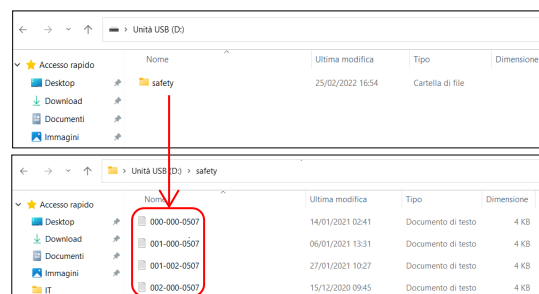 Unità USB (D:)
Accesso rapido
Nome Ultima modifica Tipo Dimensione
Desktop safety 25/02/2022 16:54 Cartella di file
Download
Documenti
Immagini
Unità USB (D:) safety
Accesso rapido
Nome Ultima modifica Tipo Dimensione
Desktop 000-000-0507 14/01/2021 02:41 Documento di testo 4 KB
Download 001-000-0507 06/01/2021 13:31 Documento di testo 4 KB
Documenti
Immagini 001-002-0507 27/01/2021 10:27 Documento di testo 4 KB
IT 002-000-0507 15/12/2020 09:45 Documento di testo 4 KB